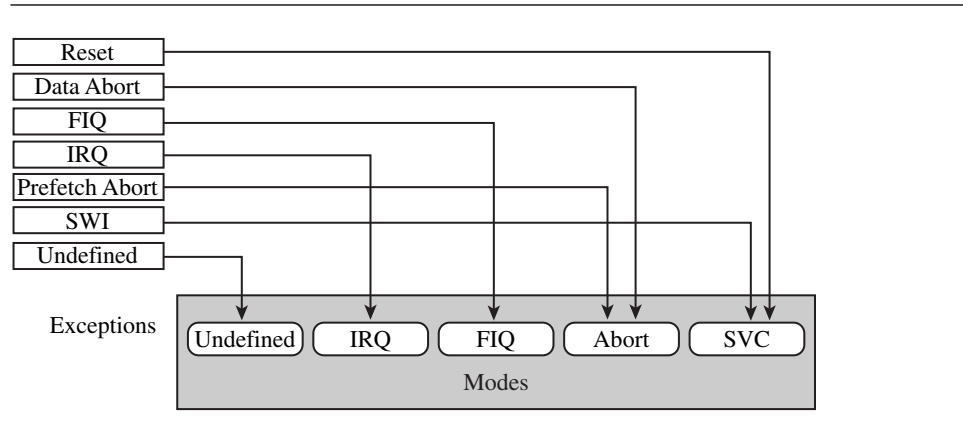 Reset
Data Abort
FIQ
IRQ
Prefetch Abort
SWI
Undefined
Exceptions
Undefined IRQ FIQ Abort SVC
Modes